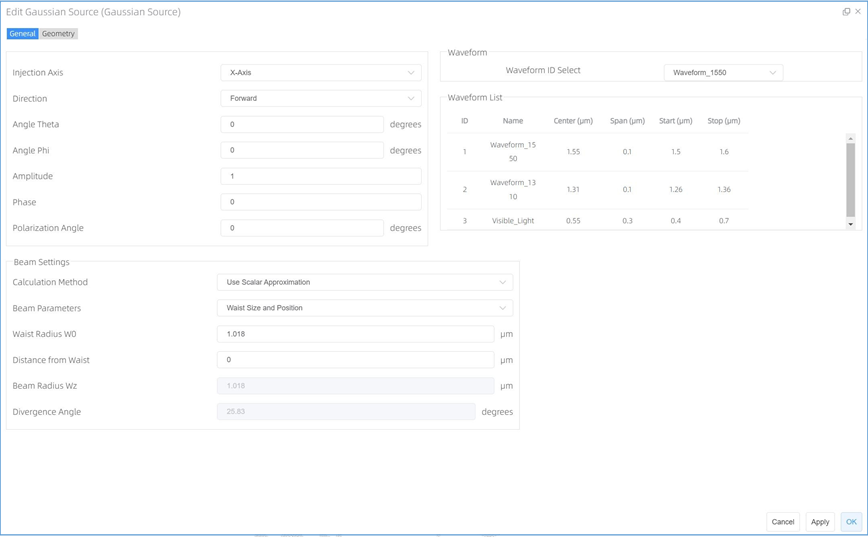 Edit Gaussian Source (Gaussian Source)
General Geometry
Injection Axis X-Axis
Direction Forward
Angle Theta 0 degrees
Angle Phi 0 degrees
Amplitude 1
Phase 0
Polarization Angle 0 degrees
Waveform
Waveform ID Select Waveform_1550
Waveform List
ID Name Center (μm) Span (μm) Start (μm) Stop (μm)
1 Waveform_15
50 1.55 0.1 1.5 1.6
2 Waveform_13
10 1.31 0.1 1.26 1.36
3 Visible_Light 0.55 0.3 0.4 0.7
Beam Settings
Calculation Method Use Scalar Approximation
Beam Parameters Waist Size and Position
Waist Radius W0 1.018 μm
Distance from Waist 0 μm
Beam Radius Wz 1.018 μm
Divergence Angle 25.83 degrees
Cancel Apply OK